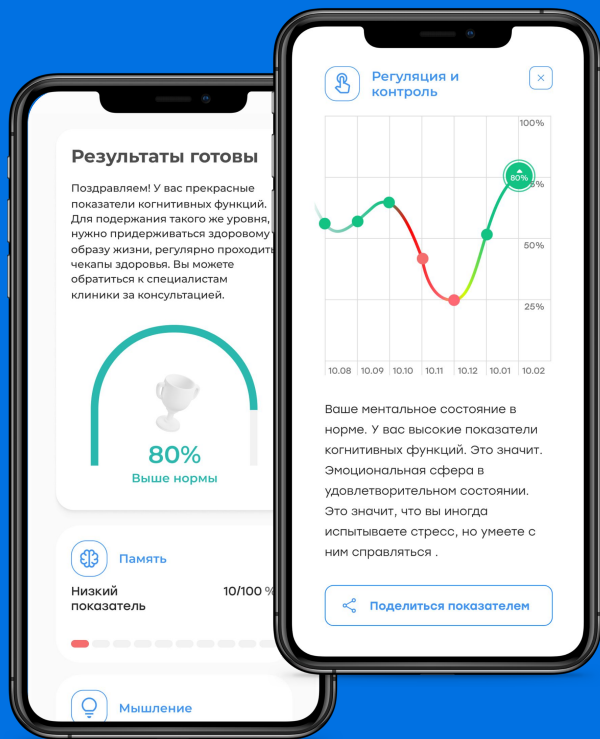 Результаты готовы
Поздравляем! У вас прекрасные
показатели когнитивных функций.
Для подержания такого же уровня,
нужно придерживаться здоровому
образу жизни, регулярно проходить
чекапы здоровья. Вы можете
обратиться к специалистам
клиники за консультацией.
80%
Выше нормы
Память
Низкий
показатель
10/100 %
Мышление
Регуляция и
контроль
100%
80%
5%
50%
25%
10.08 10.09 10.10 10.11 10.12 10.01 10.02
Ваше ментальное состояние в
норме. У вас высокие показатели
когнитивных функций. Это значит.
Эмоциональная сфера в
удовлетворительном состоянии.
Это значит, что вы иногда
испытываете стресс, но умеете с
ним справляться .
Поделиться показателем